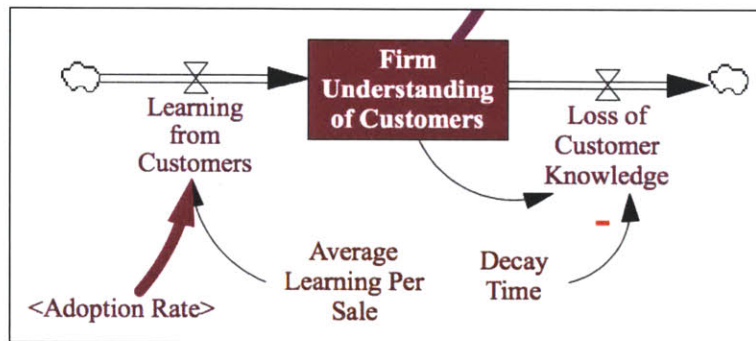 Firm
Understanding
of Customers
Learning
from
Customers
Loss of
Customer
Knowledge
-
Average
Learning Per
Sale
Decay
Time
<Adoption Rate>